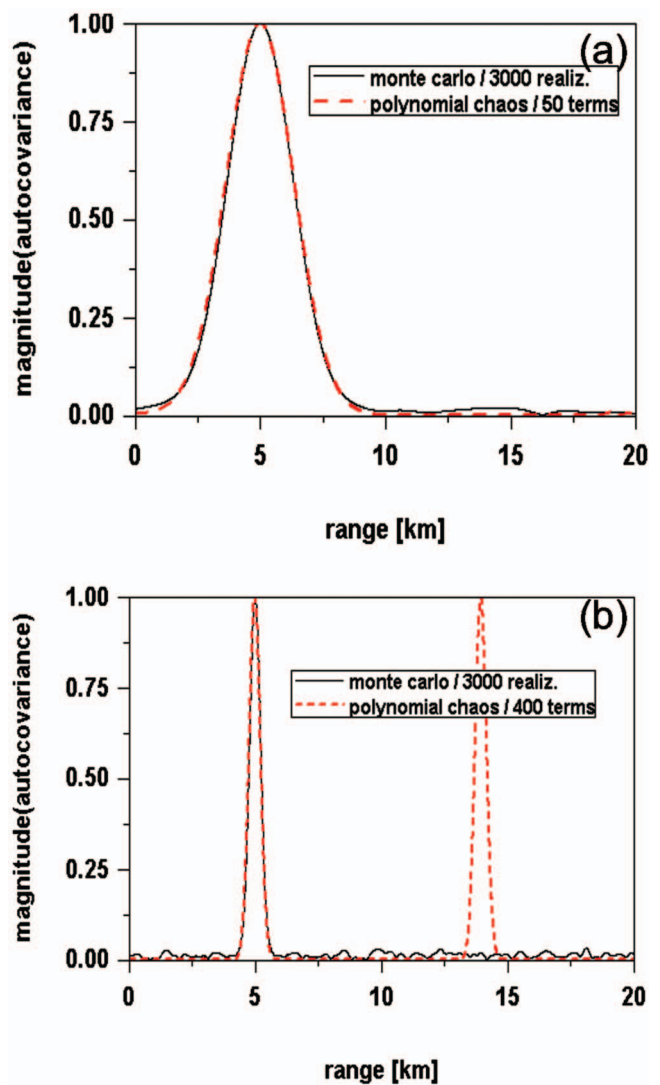 (a)
monte carlo / 3000 realiz.
polynomial chaos / 50 terms
magnitude(autocovariance)
1.00
0.75
0.50
0.25
0.00
0 5 10 15 20
range [km]
(b)
monte carlo / 3000 realiz.
polynomial chaos / 400 terms
magnitude(autocovariance)
1.00
0.75
0.50
0.25
0.00
0 5 10 15 20
range [km]